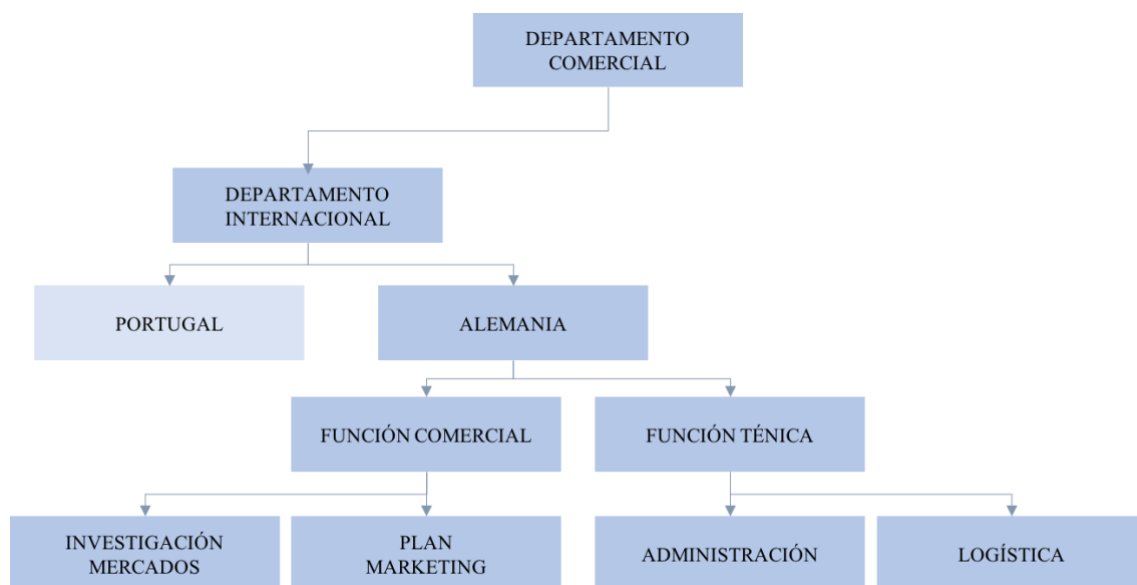 DEPARTAMENTO
COMERCIAL
DEPARTAMENTO
INTERNACIONAL
PORTUGAL
ALEMANIA
FUNCIÓN COMERCIAL
FUNCIÓN TÉNICA
INVESTIGACIÓN
MERCADOS
PLAN
MARKETING
ADMINISTRACIÓN
LOGÍSTICA